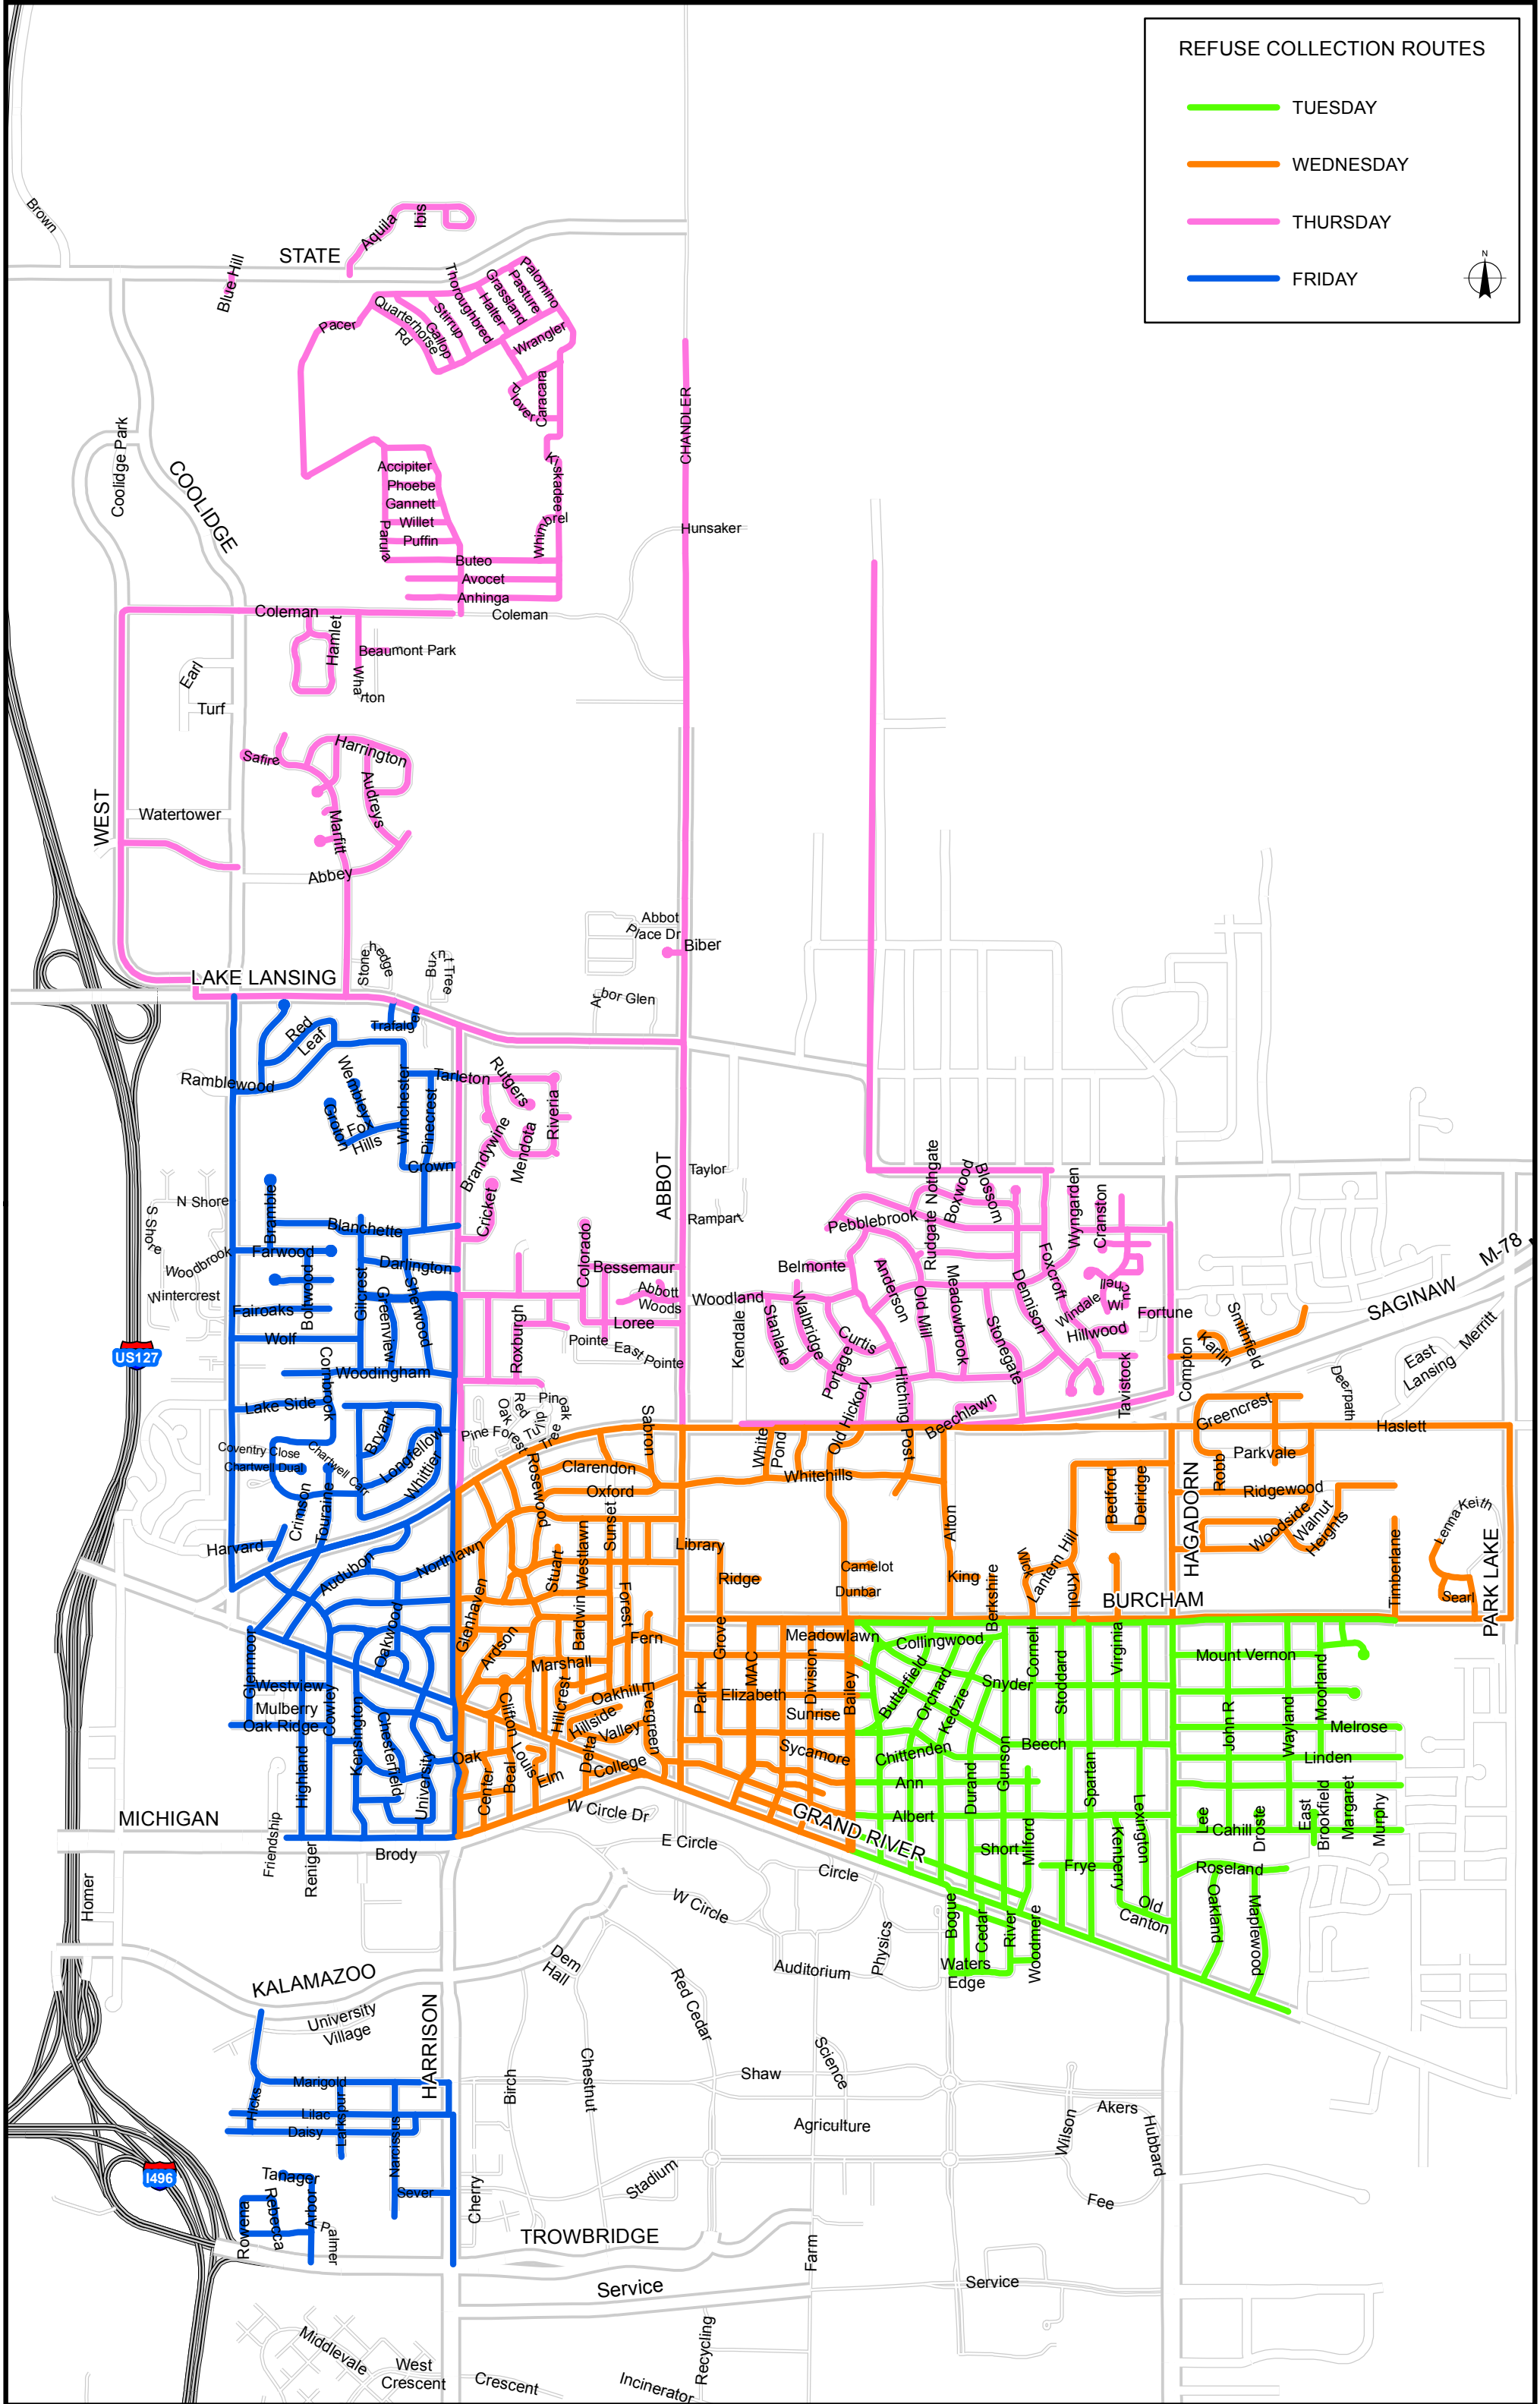 REFUSE COLLECTION ROUTES
TUESDAY
WEDNESDAY
THURSDAY
FRIDAY
N
Brown
STATE
Blue Hill
Aquila
Ibis
Pacer
Quarterhorse
Rd
Gallop
Stirrup
Thoroughbred
Halter
Grassland
Pasture
Palomino
Wrangler
Plover
Caracara
Kiskadee
Whimbrel
CHANDLER
Coolidge Park
COOLIDGE
Accipiter
Phoebe
Gannett
Willet
Puffin
Parula
Buteo
Avocet
Anhinga
Hunsaker
Coleman
Coleman
Hamlet
Beaumont Park
Wharton
Earl
Turf
Safire
Harrington
Audreys
Marfitt
WEST
Watertower
Abbey
Abbot
Place Dr
Biber
LAKE LANSING
Stonehedge
Burnt Tree
Arbor Glen
Red
Leaf
Trafalger
Ramblewood
Wembley
Groton
Fox
Hills
Winchester
Pinecrest
Tarleton
Rutgers
Riveria
Brandywine
Mendota
Crown
Cricket
ABBOT
Taylor
Rampart
N Shore
S Shore
Bramble
Blanchette
Woodbrook
Farwood
Darlington
Wintercrest
Boltwood
Gilcrest
Greenview
Sherwood
Fairoaks
Wolf
Woodingham
US127
Colorado
Bessemaur
Abbott
Woods
Loree
Roxburgh
Pointe
East
Pointe
Woodland
Kendale
Belmonte
Pebblebrook
Rudgate
Nothgate
Boxwood
Blossom
Wyngarden
Cranston
Stanlake
Walbridge
Curtis
Portage
Anderson
Old Mill
Meadowbrook
Stonegate
Dennison
Foxcroft
Windale
Hillwood
Fortune
Tavistock
Compton
Karlin
Smithfield
SAGINAW
M-78
Merritt
East
Lansing
Deerpath
Haslett
Greencrest
Robb
Parkvale
Ridgewood
Woodside
Walnut
Heights
HAGADORN
Timberlane
Lenna
Keith
Searl
PARK LAKE
Lake Side
Cornbrook
Coventry Close
Chartwell Dual
Chartwell Carr
Bryant
Longfellow
Whittier
Crimson
Touraine
Harvard
Audubon
Northlawn
Oakwood
Pine Forest
Oak
Red
Pinoak
Tulip
Tree
Sabron
Rosewood
Clarendon
Oxford
Sunset
White
Pond
Whitehills
Old Hickory
Hitching Post
Beechlawn
Alton
Bedford
Delridge
Library
Ridge
Camelot
Dunbar
King
Berkshire
Wick
Lantern Hill
Knoll
BURCHAM
Glenhaven
Ardson
Stuart
Baldwin
Westlawn
Forest
Fern
Marshall
Grove
Meadowlawn
Collingwood
Cornell
Stoddard
Virginia
Mount Vernon
Moorland
Glenmoor
Westview
Mulberry
Oak Ridge
Cowley
Kensington
Chesterfield
Highland
University
Clifton
Hillcrest
Oakhill
Hillside
Valley
Evergreen
Park
MAC
Elizabeth
Division
Sunrise
Bailey
Sycamore
Butterfield
Orchard
Kedzie
Snyder
Chittenden
Beech
John R
Wayland
Melrose
Linden
Oak
Center
Beal
Louis
Elm
Delta
College
Ann
Albert
Durand
Gunson
Spartan
Lexington
Lee
Cahill
Droste
East
Brookfield
Margaret
Murphy
MICHIGAN
Friendship
Reniger
Brody
W Circle Dr
E Circle
GRAND RIVER
Circle
Short
Milford
Frye
Kenberry
Roseland
Old
Canton
Oakland
Maplewood
Homer
W Circle
Physics
Auditorium
Bogue
Cedar
River
Woodmere
Waters
Edge
KALAMAZOO
University
Village
HARRISON
Dem
Hall
Red Cedar
Science
Shaw
Agriculture
Birch
Chestnut
Wilson
Akers
Hubbard
Fee
Marigold
Hicks
Lilac
Larkspur
Daisy
Narcissus
Sever
Tanager
Rowena
Rebecca
Arbor
Palmer
I496
Cherry
Stadium
TROWBRIDGE
Farm
Service
Service
Middlevale
West
Crescent
Crescent
Incinerator
Recycling